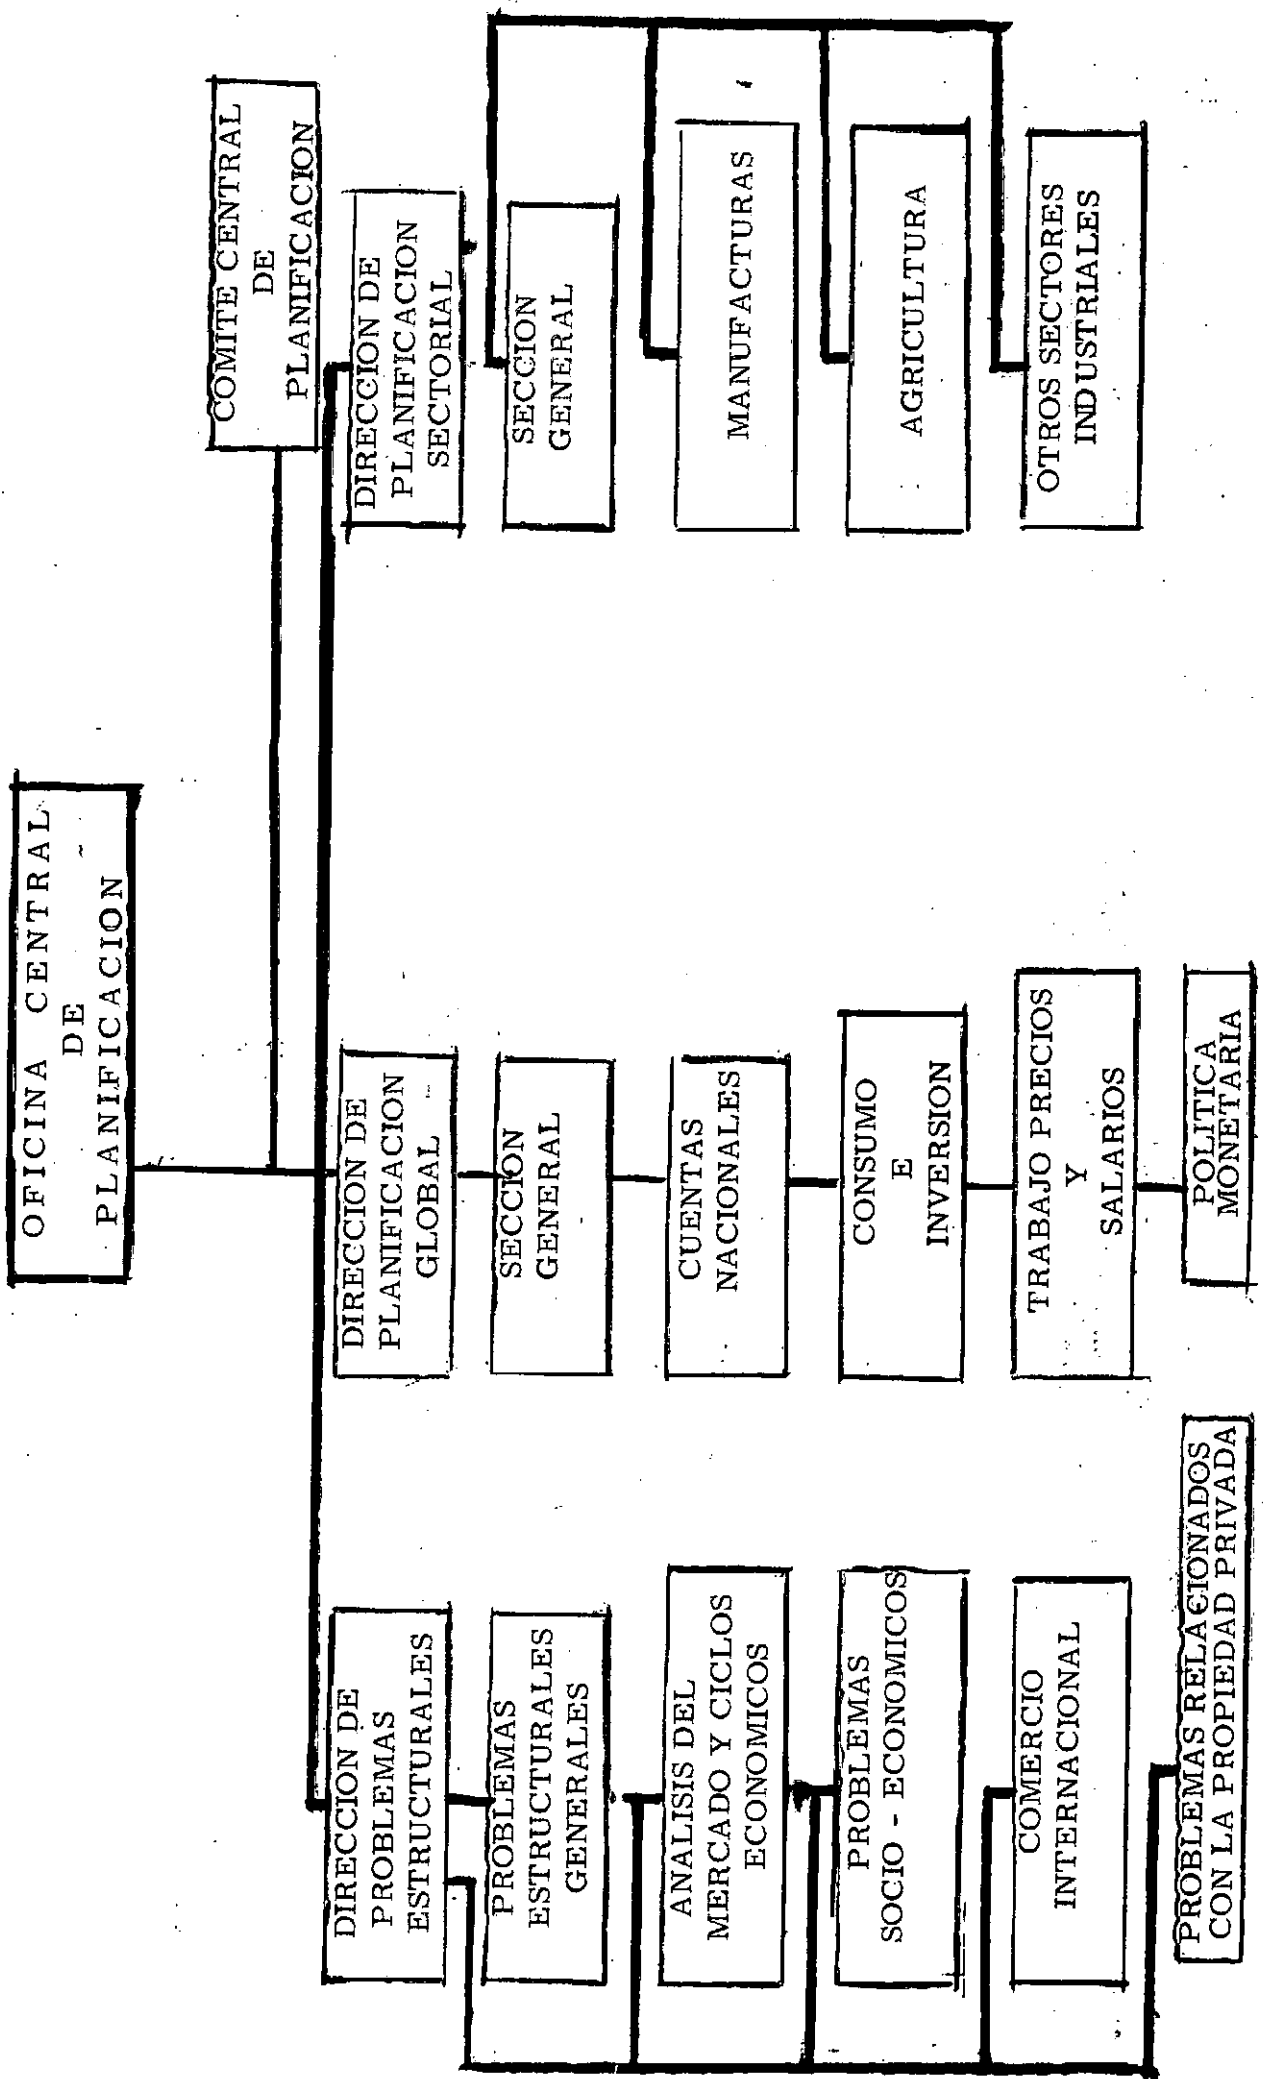 OFICINA CENTRAL
DE
PLANIFICACION
COMITE CENTRAL
DE
PLANIFICACION
DIRECCION DE
PROBLEMAS
ESTRUCTURALES
DIRECCION DE
PLANIFICACION
GLOBAL
DIRECCION DE
PLANIFICACION
SECTORIAL
PROBLEMAS
ESTRUCTURALES
GENERALES
SECCION
GENERAL
SECCION
GENERAL
ANALISIS DEL
MERCADO Y CICLOS
ECONOMICOS
CUENTAS
NACIONALES
MANUFACTURAS
PROBLEMAS
SOCIO - ECONOMICOS
CONSUMO
E
INVERSION
AGRICULTURA
COMERCIO
INTERNACIONAL
TRABAJO PRECIOS
Y
SALARIOS
OTROS SECTORES
INDUSTRIALES
PROBLEMAS RELACIONADOS
CON LA PROPIEDAD PRIVADA
POLITICA
MONETARIA